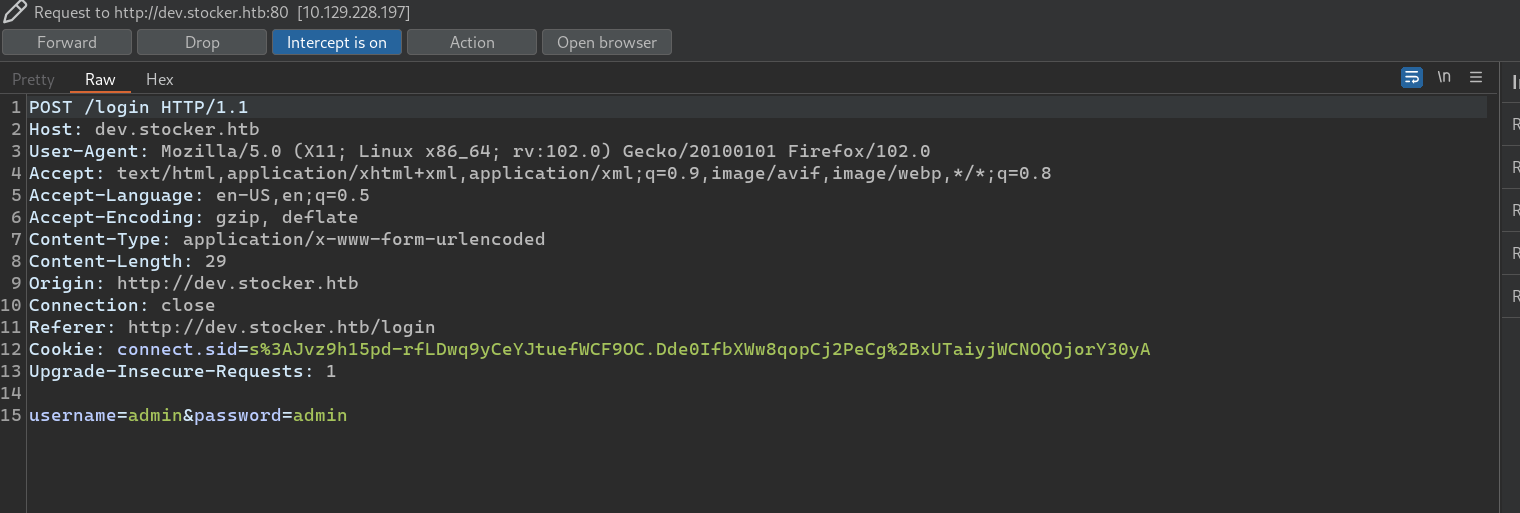 Request to http://dev.stocker.htb:80 [10.129.228.197]
Forward Drop Intercept is on Action Open browser
Pretty Raw Hex \n
1 POST /login HTTP/1.1
2 Host: dev.stocker.htb
3 User-Agent: Mozilla/5.0 (X11; Linux x86_64; rv:102.0) Gecko/20100101 Firefox/102.0
4 Accept: text/html,application/xhtml+xml,application/xml;q=0.9,image/avif,image/webp,*/*;q=0.8
5 Accept-Language: en-US,en;q=0.5
6 Accept-Encoding: gzip, deflate
7 Content-Type: application/x-www-form-urlencoded
8 Content-Length: 29
9 Origin: http://dev.stocker.htb
10 Connection: close
11 Referer: http://dev.stocker.htb/login
12 Cookie: connect.sid=s%3AJvz9h15pd-rfLDwq9yCeYJtuefWCF9OC.Dde0IfbXWw8qopCj2PeCg%2BxUTaiyjWCNOQOjorY30yA
13 Upgrade-Insecure-Requests: 1
14
15 username=admin&password=admin